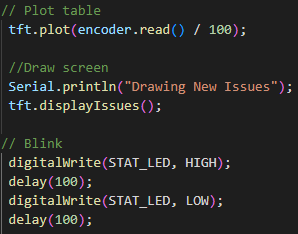 // Plot table
tft.plot(encoder.read() / 100);
//Draw screen
Serial.println("Drawing New Issues");
tft.displayIssues();
// Blink
digitalWrite(STAT_LED, HIGH);
delay(100);
digitalWrite(STAT_LED, LOW);
delay(100);